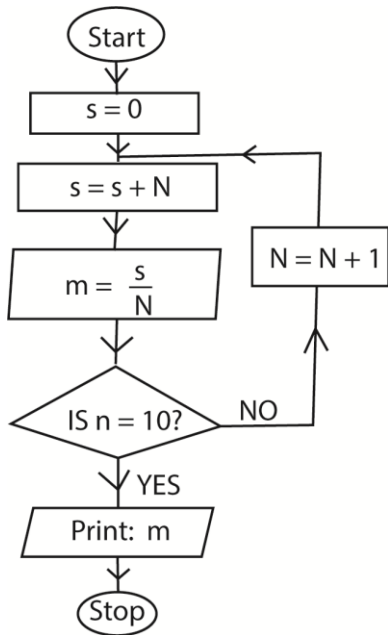 Start
s = 0
s = s + N
N = N + 1
m = s/N
IS n = 10?
NO
YES
Print: m
Stop